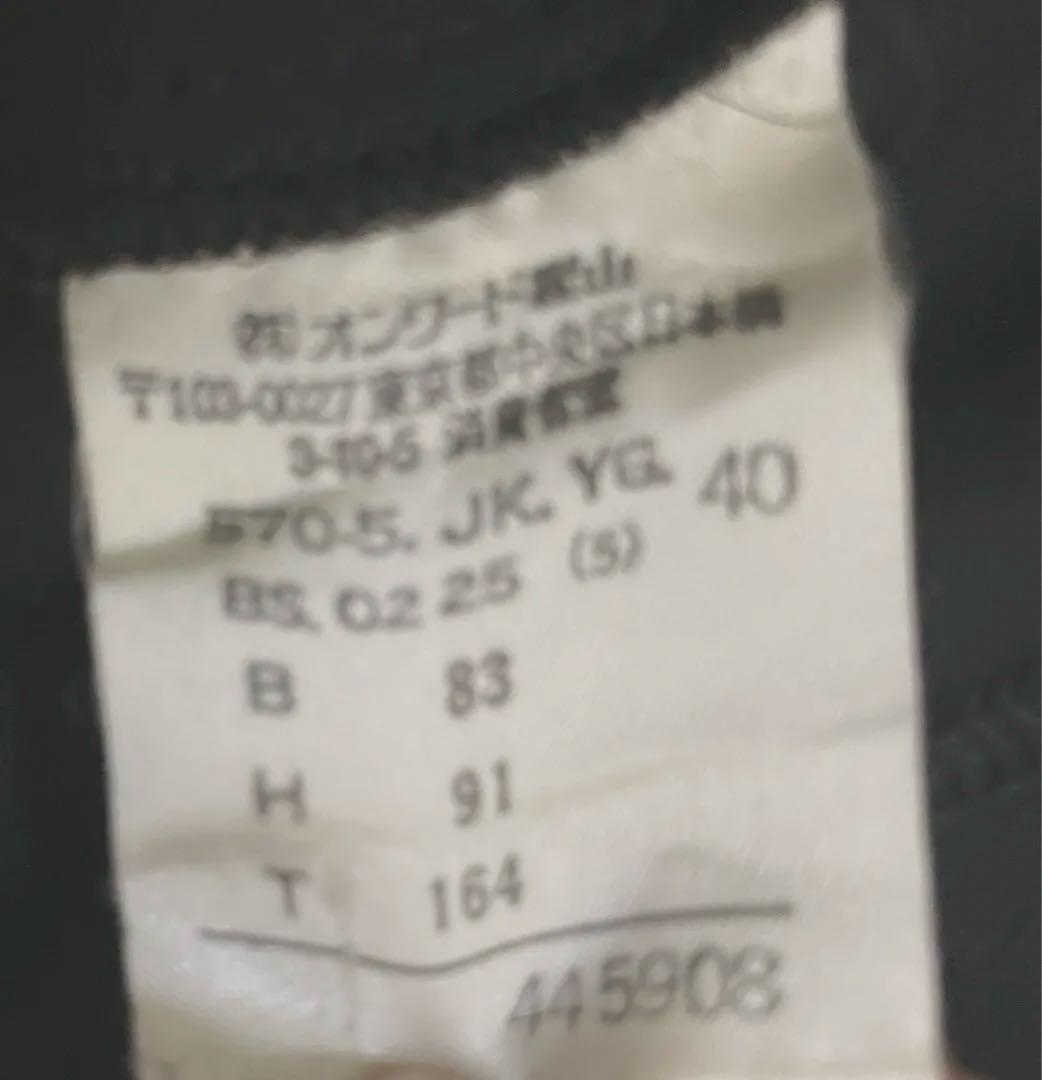 ㈱オンワード樫山
〒103-0027 東京都中央区日本橋
3-10-5 消費者室
570-5. JK. YG. 40
BS. 02 25 (5)
B 83
H 91
T 164
445908